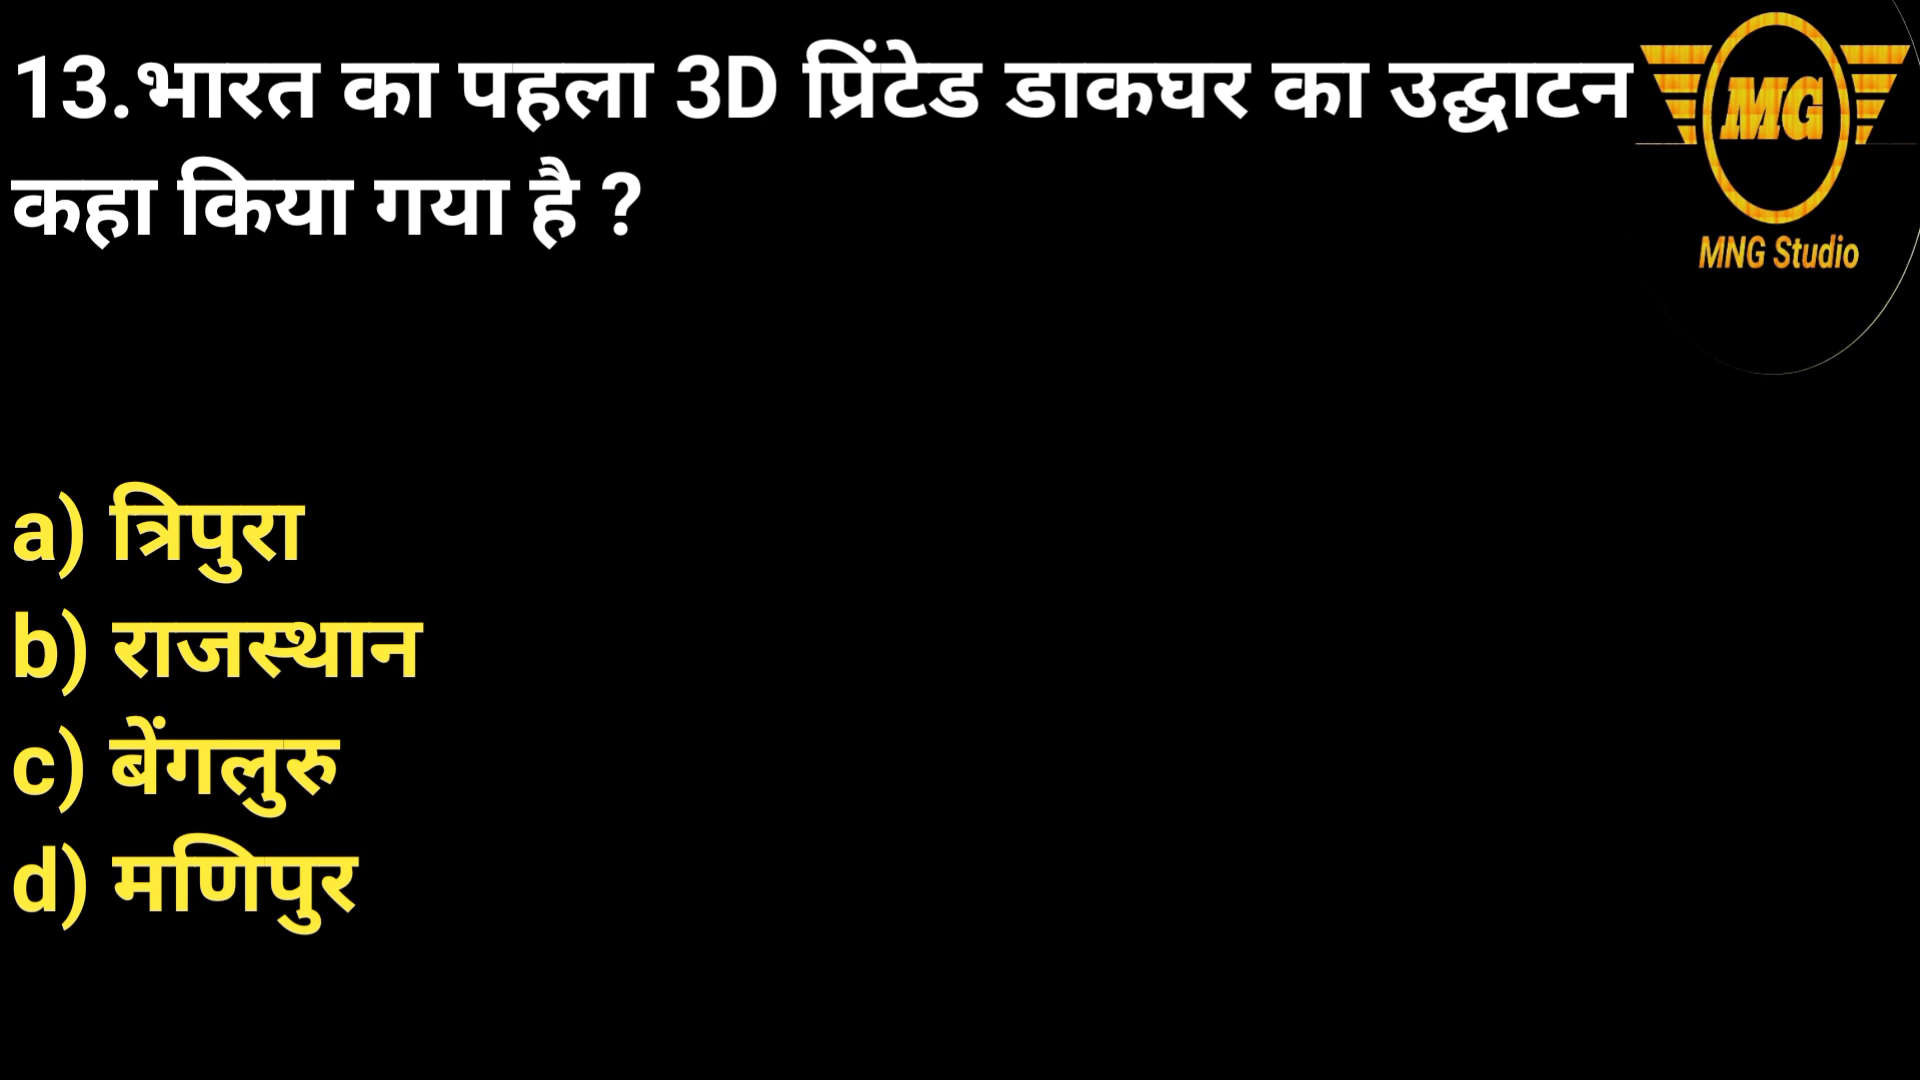 13.भारत का पहला 3D प्रिंटेड डाकघर का उद्घाटन
कहा किया गया है ?
MG
MNG Studio
a) त्रिपुरा
b) राजस्थान
c) बेंगलुरु
d) मणिपुर